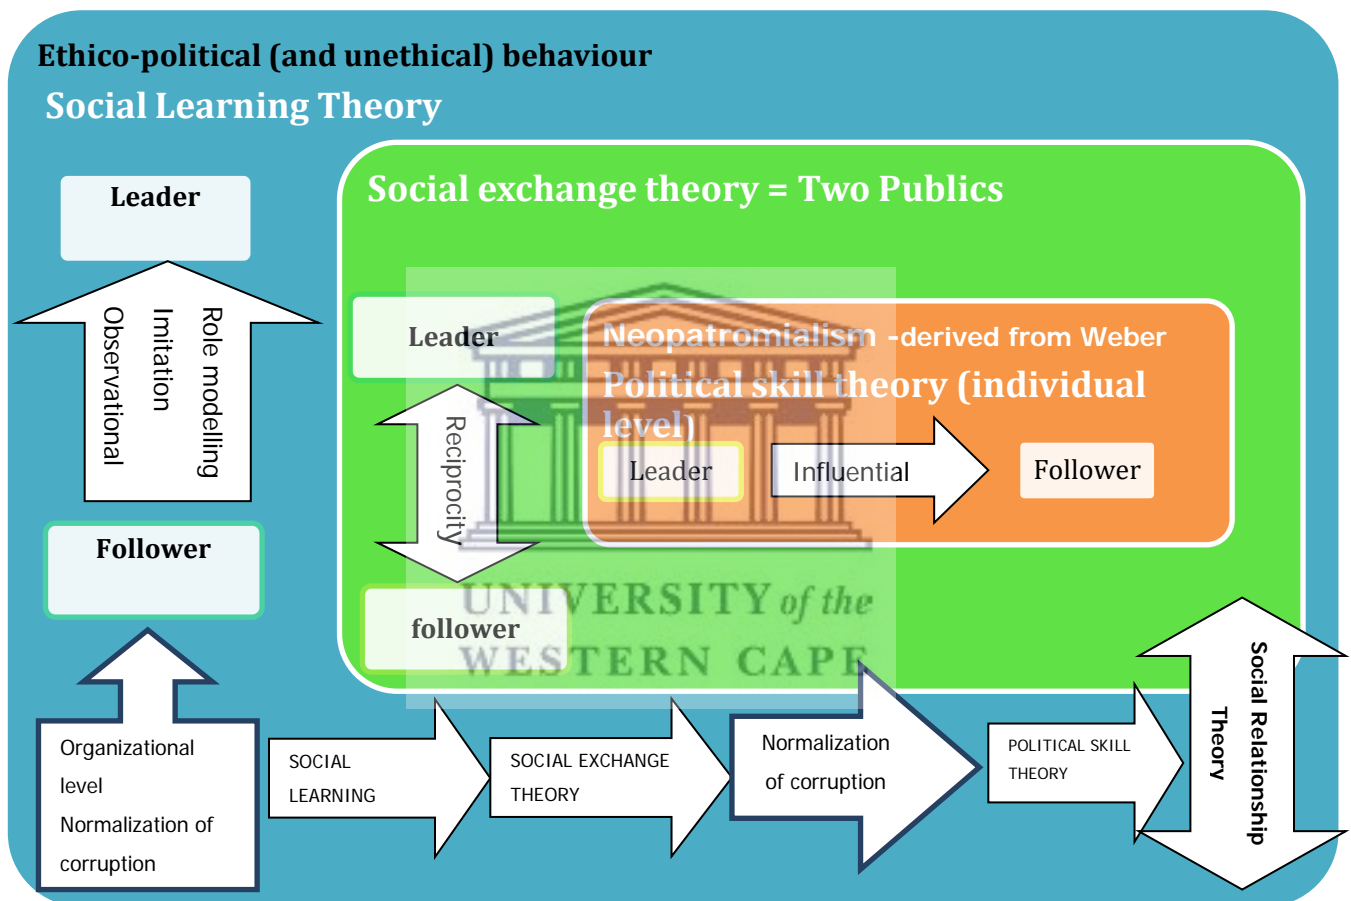 Ethico-political (and unethical) behaviour
Social Learning Theory
Leader
Role modelling
Imitation
Observational
Follower
Organizational
level
Normalization of
corruption
Social exchange theory = Two Publics
Leader
Reciprocity
follower
Neopatromialism -derived from Weber
Political skill theory (individual
level)
Leader
Influential
Follower
UNIVERSITY of the
WESTERN CAPE
SOCIAL
LEARNING
SOCIAL EXCHANGE
THEORY
Normalization
of corruption
POLITICAL SKILL
THEORY
Social Relationship
Theory